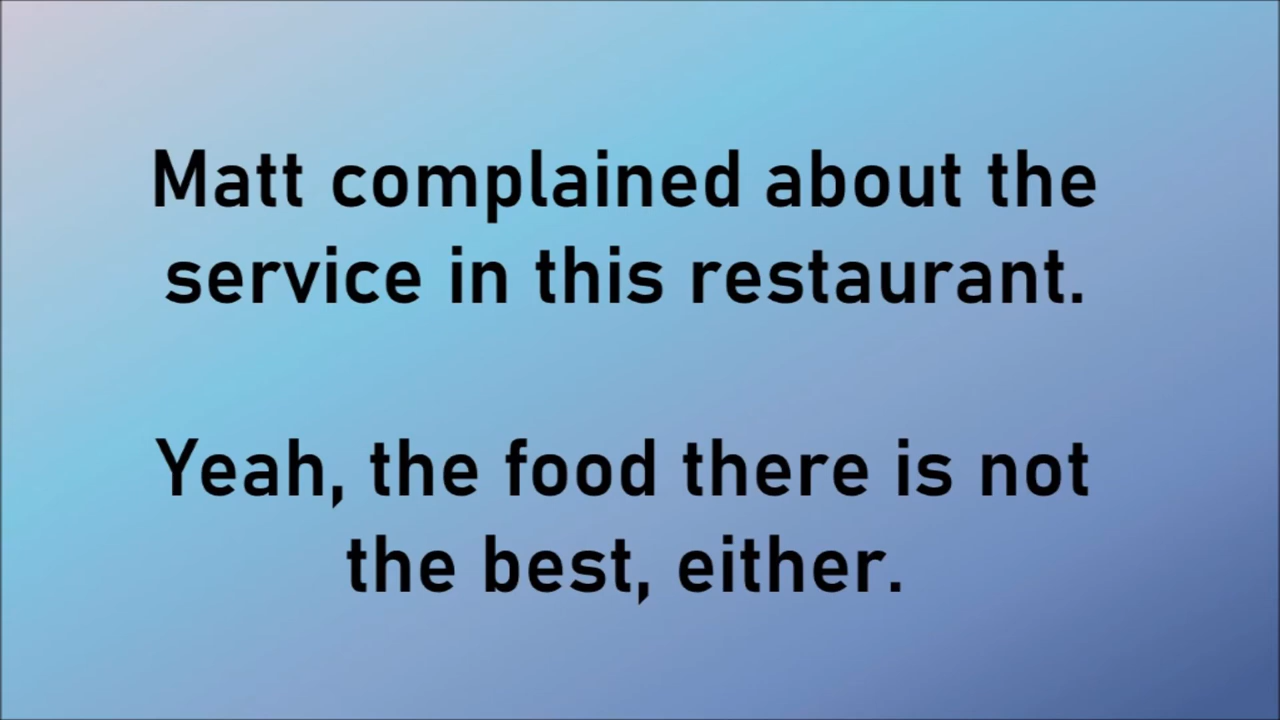 Matt complained about the
service in this restaurant.
Yeah, the food there is not
the best, either.